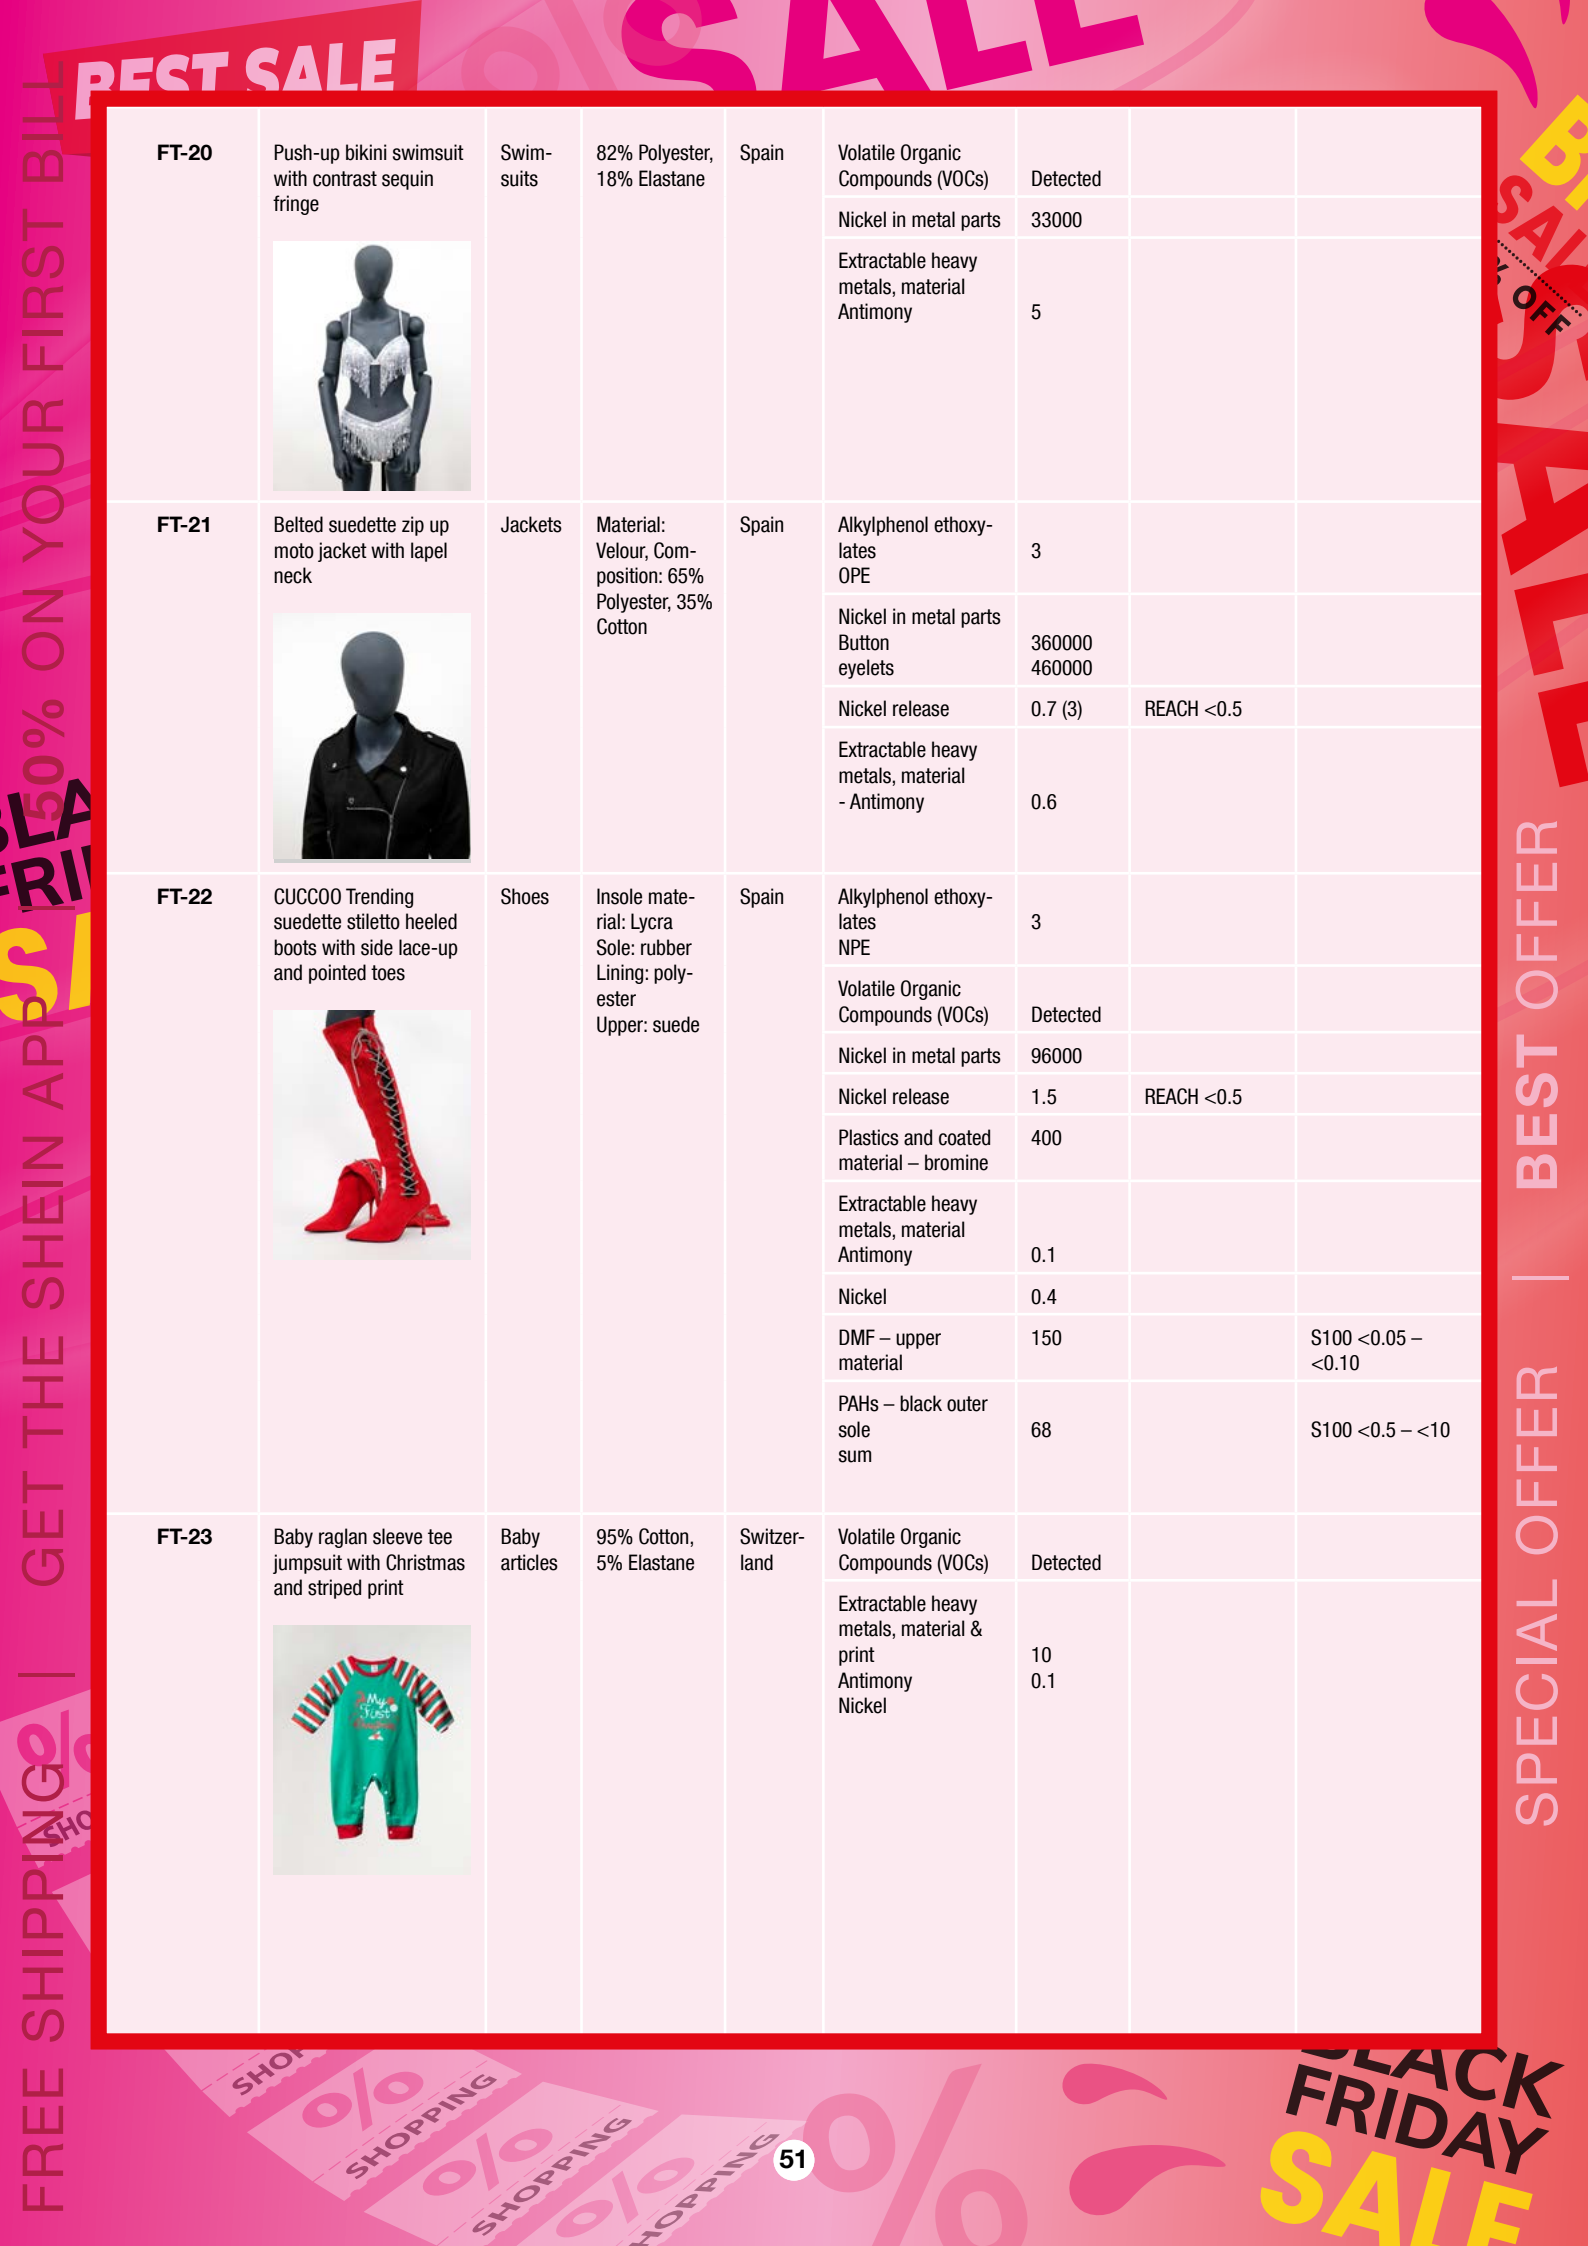 BEST SALE
SALE
FT-20
Push-up bikini swimsuit
with contrast sequin
fringe
Swim-
suits
82% Polyester,
18% Elastane
Spain
Volatile Organic
Compounds (VOCs)
Detected
Nickel in metal parts
33000
Extractable heavy
metals, material
Antimony
5
FT-21
Belted suedette zip up
moto jacket with lapel
neck
Jackets
Material:
Velour, Com-
position: 65%
Polyester, 35%
Cotton
Spain
Alkylphenol ethoxy-
lates
OPE
3
Nickel in metal parts
Button
eyelets
360000
460000
Nickel release
0.7 (3)
REACH <0.5
Extractable heavy
metals, material
- Antimony
0.6
FT-22
CUCCOO Trending
suedette stiletto heeled
boots with side lace-up
and pointed toes
Shoes
Insole mate-
rial: Lycra
Sole: rubber
Lining: poly-
ester
Upper: suede
Spain
Alkylphenol ethoxy-
lates
NPE
3
Volatile Organic
Compounds (VOCs)
Detected
Nickel in metal parts
96000
Nickel release
1.5
REACH <0.5
Plastics and coated
material – bromine
400
Extractable heavy
metals, material
Antimony
0.1
Nickel
0.4
DMF – upper
material
150
S100 <0.05 –
<0.10
PAHs – black outer
sole
sum
68
S100 <0.5 – <10
FT-23
Baby raglan sleeve tee
jumpsuit with Christmas
and striped print
My
First
Baby
articles
95% Cotton,
5% Elastane
Switzer-
land
Volatile Organic
Compounds (VOCs)
Detected
Extractable heavy
metals, material &
print
Antimony
Nickel
10
0.1
FREE SHIPPING | GET THE SHEIN APP | 50% ON YOUR FIRST BILL
SPECIAL OFFER | BEST OFFER
% OFF
SALE
%
SHOPPING
%
SHOPPING
%
SHOPPING
%
51
BLACK
FRIDAY
SALE